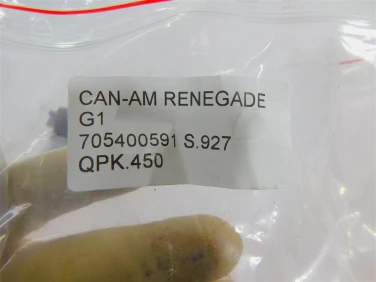 CAN-AM RENEGADE
G1
705400591 S.927
QPK.450